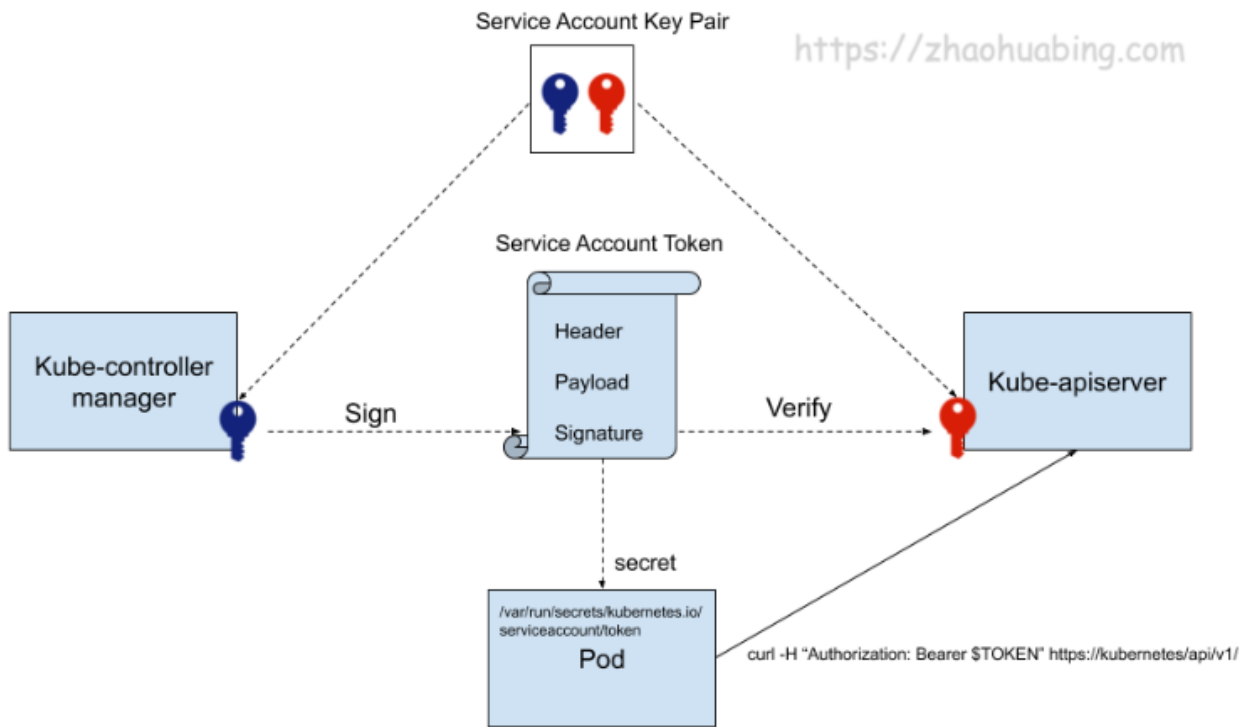 Service Account Key Pair
https://zhaohuabing.com
Service Account Token
Header
Payload
Signature
Kube-controller
manager
Sign
Verify
Kube-apiserver
secret
/var/run/secrets/kubernetes.io/
serviceaccount/token
Pod
curl -H “Authorization: Bearer $TOKEN” https://kubernetes/api/v1/